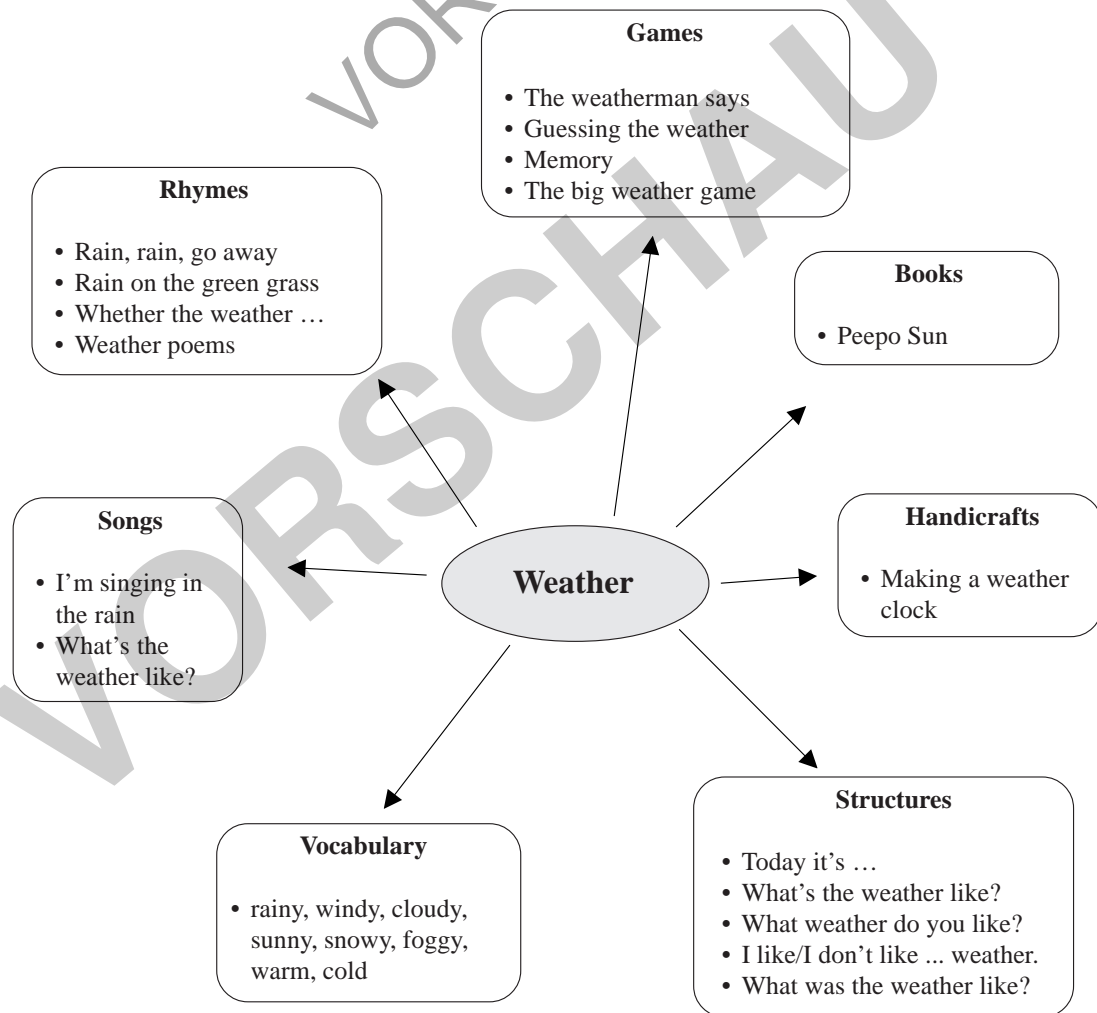 Games
• The weatherman says
• Guessing the weather
• Memory
• The big weather game
Rhymes
• Rain, rain, go away
• Rain on the green grass
• Whether the weather …
• Weather poems
Books
• Peepo Sun
Songs
• I’m singing in
the rain
• What’s the
weather like?
Weather
Handicrafts
• Making a weather
clock
Vocabulary
• rainy, windy, cloudy,
sunny, snowy, foggy,
warm, cold
Structures
• Today it’s …
• What’s the weather like?
• What weather do you like?
• I like/I don’t like ... weather.
• What was the weather like?
VORSCHAU
VOR